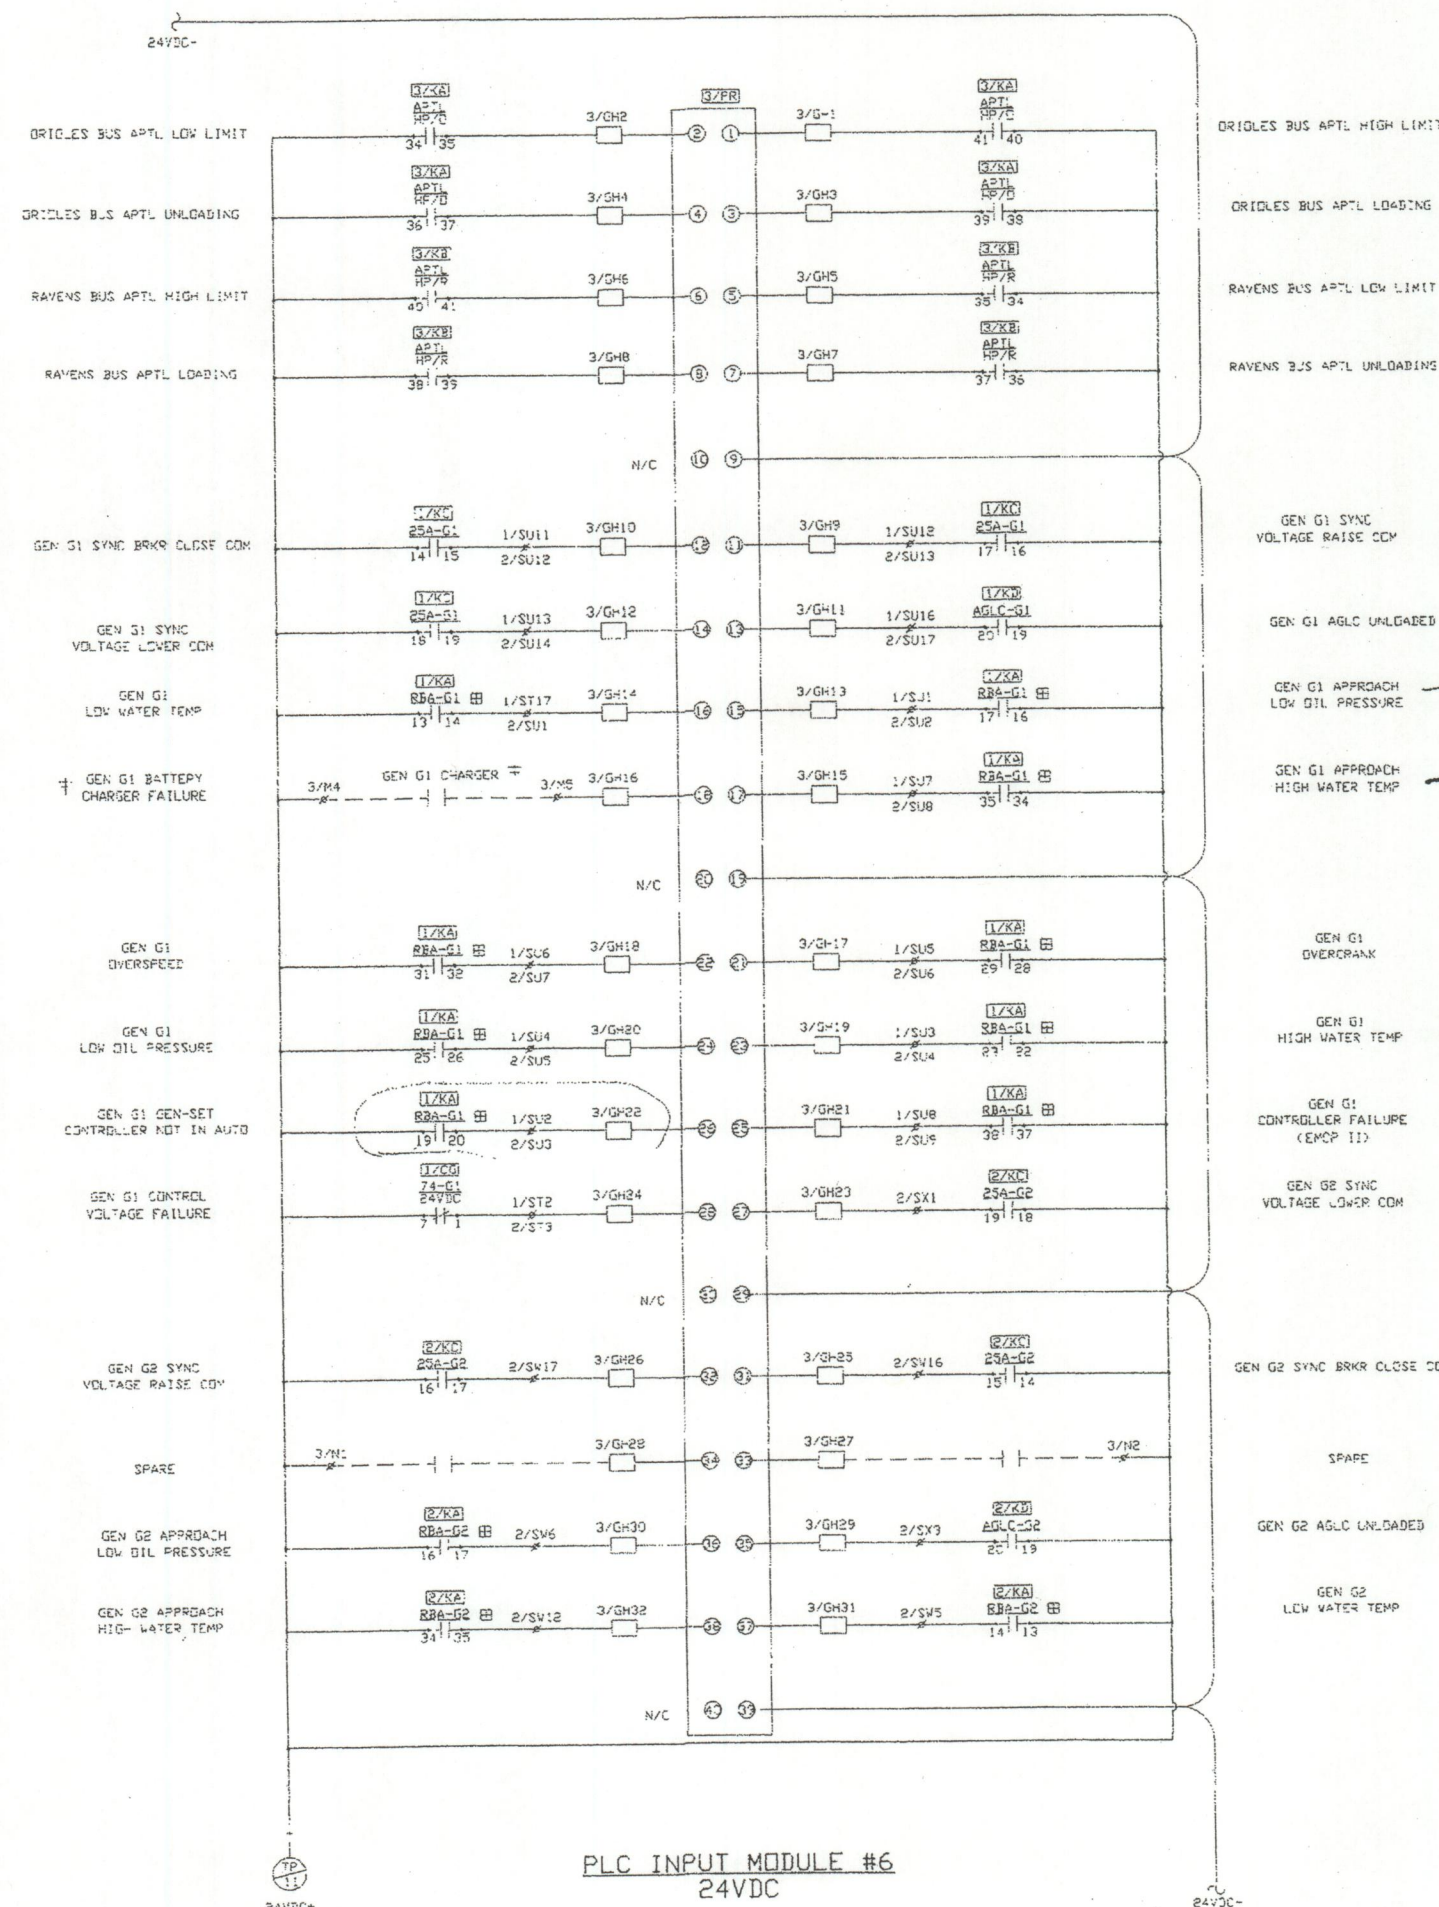 24VDC-
3/PR
ORIOLES BUS APTL LOW LIMIT
3/KA
APTL
HP/O
34 35
3/GH2
2 1
3/GH1
3/KA
APTL
HP/O
41 40
ORIOLES BUS APTL HIGH LIMIT
ORIOLES BUS APTL UNLOADING
3/KA
APTL
HP/O
36 37
3/GH4
4 3
3/GH3
3/KA
APTL
HP/O
39 38
ORIOLES BUS APTL LOADING
RAVENS BUS APTL HIGH LIMIT
3/KB
APTL
HP/R
40 41
3/GH6
6 5
3/GH5
3/KB
APTL
HP/R
35 34
RAVENS BUS APTL LOW LIMIT
RAVENS BUS APTL LOADING
3/KB
APTL
HP/R
38 39
3/GH8
8 7
3/GH7
3/KB
APTL
HP/R
37 36
RAVENS BUS APTL UNLOADING
N/C
10 9
GEN G1 SYNC BRKR CLOSE COM
1/KC
25A-G1
14 15
1/SU11
2/SU12
3/GH10
12 11
3/GH9
1/SU12
2/SU13
1/KC
25A-G1
17 16
GEN G1 SYNC
VOLTAGE RAISE COM
GEN G1 SYNC
VOLTAGE LOWER COM
1/KC
25A-G1
18 19
1/SU13
2/SU14
3/GH12
14 13
3/GH11
1/SU16
2/SU17
1/KD
AGLC-G1
20 19
GEN G1 AGLC UNLOADED
GEN G1
LOW WATER TEMP
1/KA
RBA-G1
13 14
1/ST17
2/SU1
3/GH14
16 15
3/GH13
1/SU1
2/SU2
1/KA
RBA-G1
17 16
GEN G1 APPROACH
LOW OIL PRESSURE
GEN G1 BATTERY
CHARGER FAILURE
3/M4
GEN G1 CHARGER
3/M5
3/GH16
18 17
3/GH15
1/SU7
2/SU8
1/KA
RBA-G1
35 34
GEN G1 APPROACH
HIGH WATER TEMP
N/C
20 19
GEN G1
OVERSPEED
1/KA
RBA-G1
31 32
1/SU6
2/SU7
3/GH18
22 21
3/GH17
1/SU5
2/SU6
1/KA
RBA-G1
29 28
GEN G1
OVERCRANK
GEN G1
LOW OIL PRESSURE
1/KA
RBA-G1
25 26
1/SU4
2/SU5
3/GH20
24 23
3/GH19
1/SU3
2/SU4
1/KA
RBA-G1
23 22
GEN G1
HIGH WATER TEMP
GEN G1 GEN-SET
CONTROLLER NOT IN AUTO
1/KA
RBA-G1
19 20
1/SU2
2/SU3
3/GH22
26 25
3/GH21
1/SU8
2/SU9
1/KA
RBA-G1
38 37
GEN G1
CONTROLLER FAILURE
(EMCP II)
GEN G1 CONTROL
VOLTAGE FAILURE
1/CG
74-G1
24VDC
7 1
1/ST2
2/ST3
3/GH24
28 27
3/GH23
2/SX1
2/KC
25A-G2
19 18
GEN G2 SYNC
VOLTAGE LOWER COM
N/C
30 29
GEN G2 SYNC
VOLTAGE RAISE COM
2/KC
25A-G2
16 17
2/SW17
3/GH26
32 31
3/GH25
2/SW16
2/KC
25A-G2
15 14
GEN G2 SYNC BRKR CLOSE CO
SPARE
3/N1
3/GH28
34 33
3/GH27
3/N2
SPARE
GEN G2 APPROACH
LOW OIL PRESSURE
2/KA
RBA-G2
16 17
2/SW6
3/GH30
36 35
3/GH29
2/SX3
2/KD
AGLC-G2
20 19
GEN G2 AGLC UNLOADED
GEN G2 APPROACH
HIGH WATER TEMP
2/KA
RBA-G2
34 35
2/SW12
3/GH32
38 37
3/GH31
2/SW5
2/KA
RBA-G2
14 13
GEN G2
LOW WATER TEMP
N/C
40 39
TP
11
24VDC+
PLC INPUT MODULE #6
24VDC
24VDC-